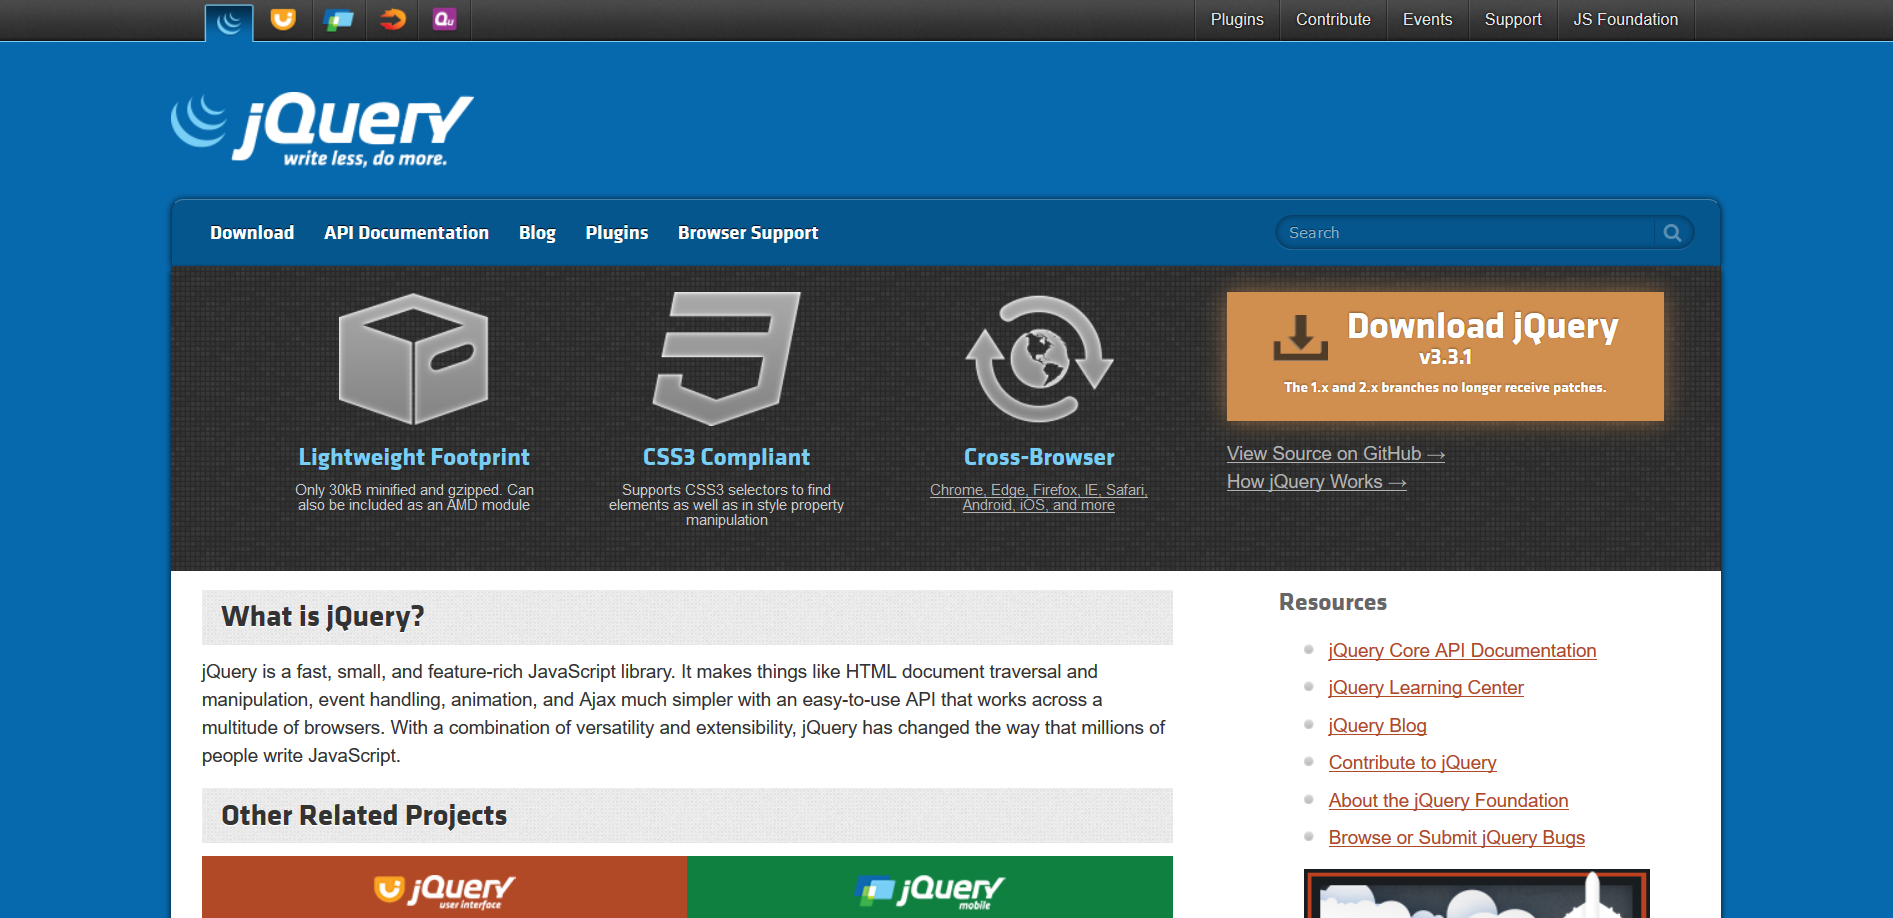 Qu
Plugins
Contribute
Events
Support
JS Foundation
jQuery
write less, do more.
Download
API Documentation
Blog
Plugins
Browser Support
Search
Lightweight Footprint
Only 30kB minified and gzipped. Can
also be included as an AMD module
CSS3 Compliant
Supports CSS3 selectors to find
elements as well as in style property
manipulation
Cross-Browser
Chrome, Edge, Firefox, IE, Safari,
Android, iOS, and more
Download jQuery
v3.3.1
The 1.x and 2.x branches no longer receive patches.
View Source on GitHub →
How jQuery Works →
What is jQuery?
jQuery is a fast, small, and feature-rich JavaScript library. It makes things like HTML document traversal and
manipulation, event handling, animation, and Ajax much simpler with an easy-to-use API that works across a
multitude of browsers. With a combination of versatility and extensibility, jQuery has changed the way that millions of
people write JavaScript.
Other Related Projects
jQuery
user interface
jQuery
mobile
Resources
jQuery Core API Documentation
jQuery Learning Center
jQuery Blog
Contribute to jQuery
About the jQuery Foundation
Browse or Submit jQuery Bugs